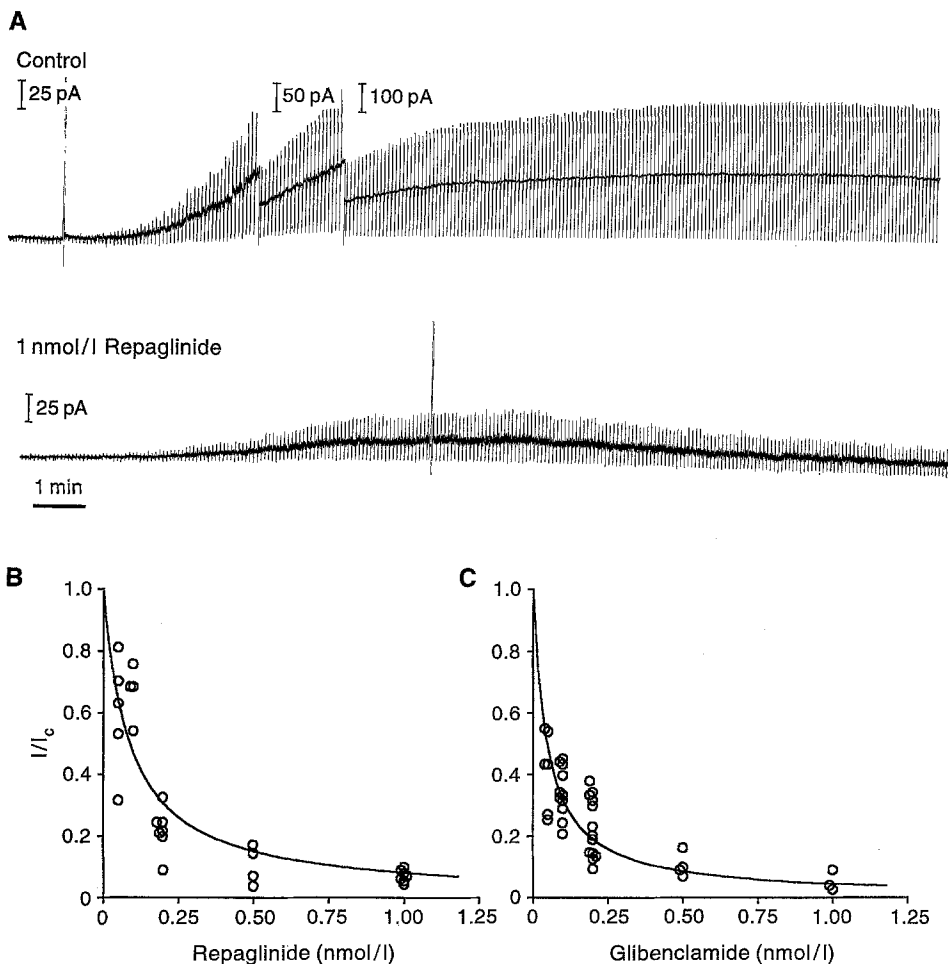 A
Control
25 pA
50 pA
100 pA
1 nmol/l Repaglinide
25 pA
1 min
B
1.0
0.8
0.6
0.4
0.2
0
I/Ic
0
0.25
0.50
0.75
1.00
1.25
Repaglinide (nmol/l)
C
1.0
0.8
0.6
0.4
0.2
0
0
0.25
0.50
0.75
1.00
1.25
Glibenclamide (nmol/l)